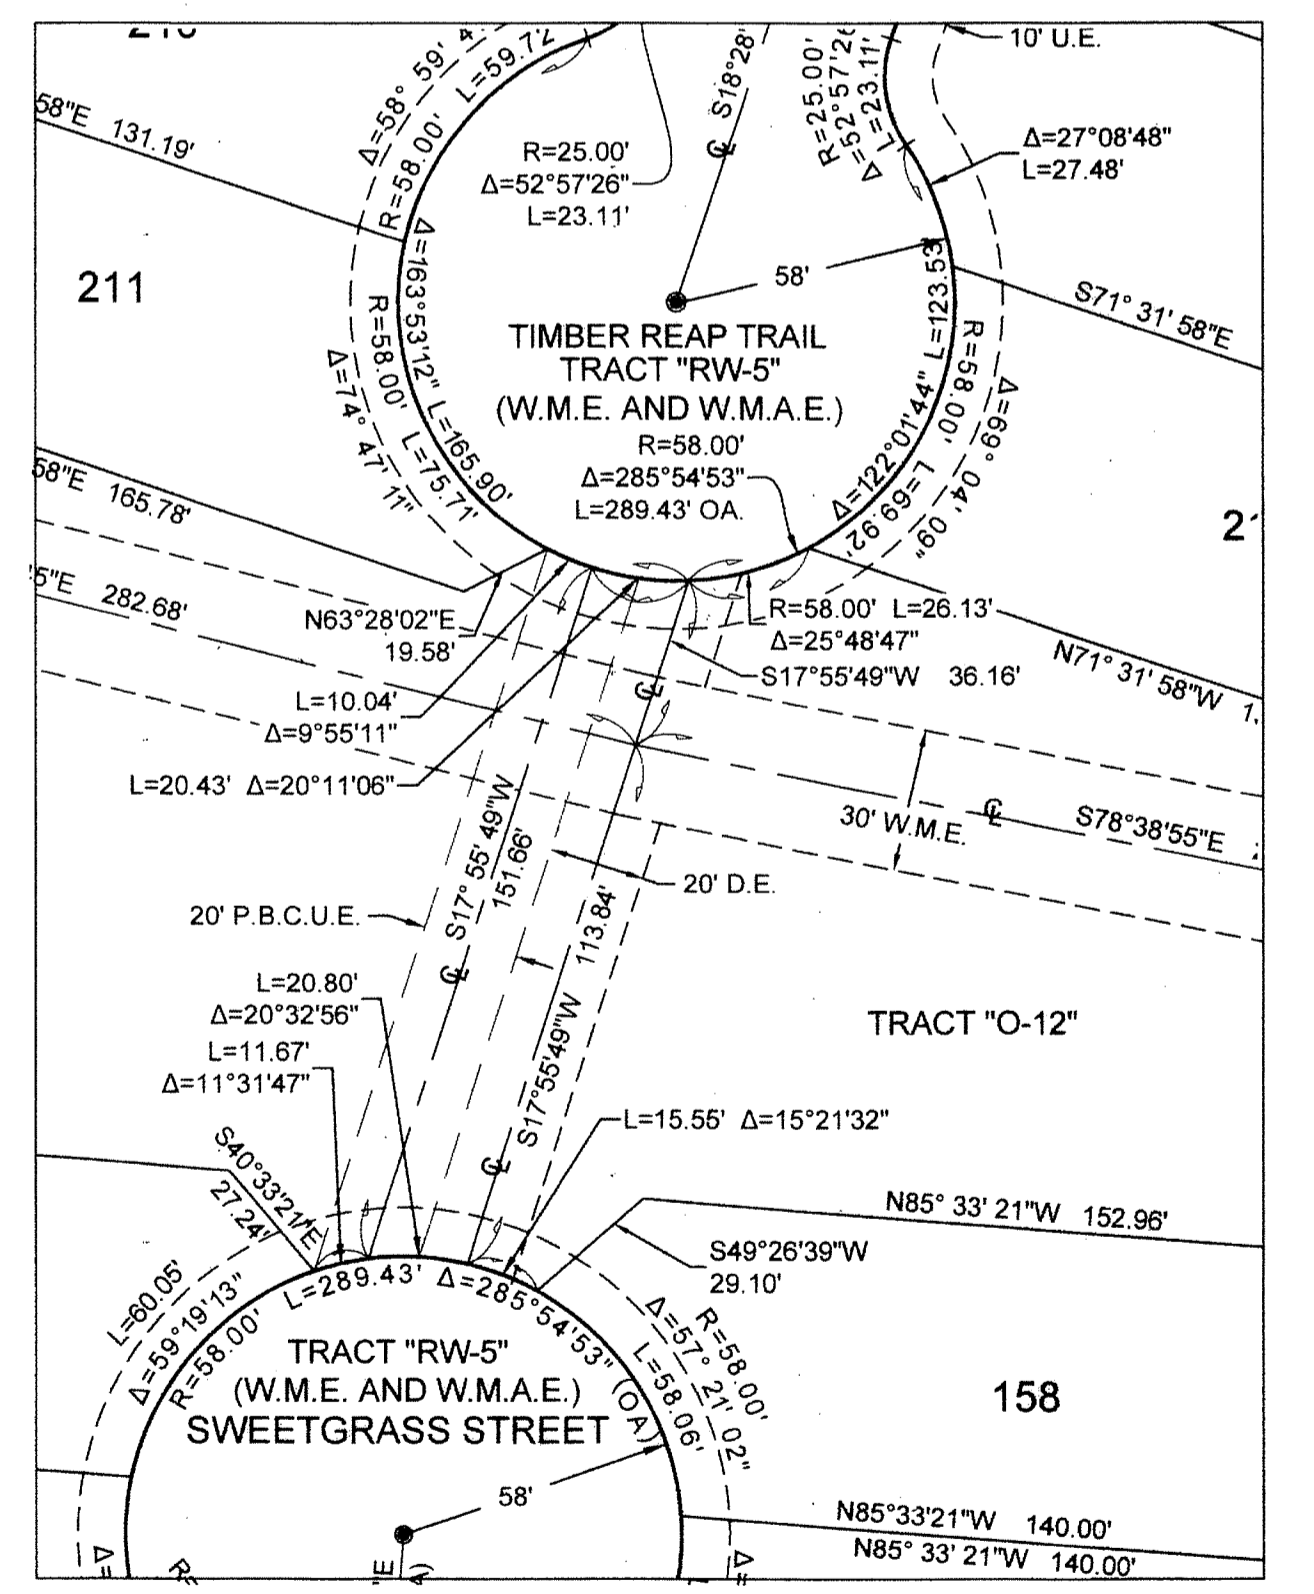 58"E 131.19'
Δ=58° 59'
L=59.72'
R=58.00'
R=25.00'
Δ=52°57'26"
L=23.11'
S18°28'
℄
R=25.00'
Δ=52°57'26
L=23.11'
10' U.E.
Δ=27°08'48"
L=27.48'
211
58'
S71° 31' 58"E
TIMBER REAP TRAIL
TRACT "RW-5"
(W.M.E. AND W.M.A.E.)
R=58.00'
Δ=285°54'53"
L=289.43' OA.
Δ=163°53'12" L=165.90'
R=58.00' L=75.71'
Δ=74° 47' 11"
Δ=122°01'44" L=123.53'
R=58.00' L=69.92'
Δ=69° 04' 09"
58"E 165.78'
5"E 282.68'
N63°28'02"E
19.58'
L=10.04'
Δ=9°55'11"
L=20.43' Δ=20°11'06"
R=58.00' L=26.13'
Δ=25°48'47"
S17°55'49"W 36.16'
℄
N71° 31' 58"W
30' W.M.E.
℄
S78°38'55"E
S17° 55' 49"W
151.66'
20' D.E.
20' P.B.C.U.E.
℄
113.84'
S17°55'49"W
℄
TRACT "O-12"
L=20.80'
Δ=20°32'56"
L=11.67'
Δ=11°31'47"
L=15.55' Δ=15°21'32"
S40°33'21"E
27.24'
N85° 33' 21"W 152.96'
S49°26'39"W
29.10'
L=60.05'
Δ=59°19'13"
R=58.00'
L=289.43' Δ=285°54'53" (OA)
R=58.00'
Δ=57° 21' 02"
L=58.06'
TRACT "RW-5"
(W.M.E. AND W.M.A.E.)
SWEETGRASS STREET
158
58'
N85°33'21"W 140.00'
N85° 33' 21"W 140.00'
Δ=
"E
Δ=